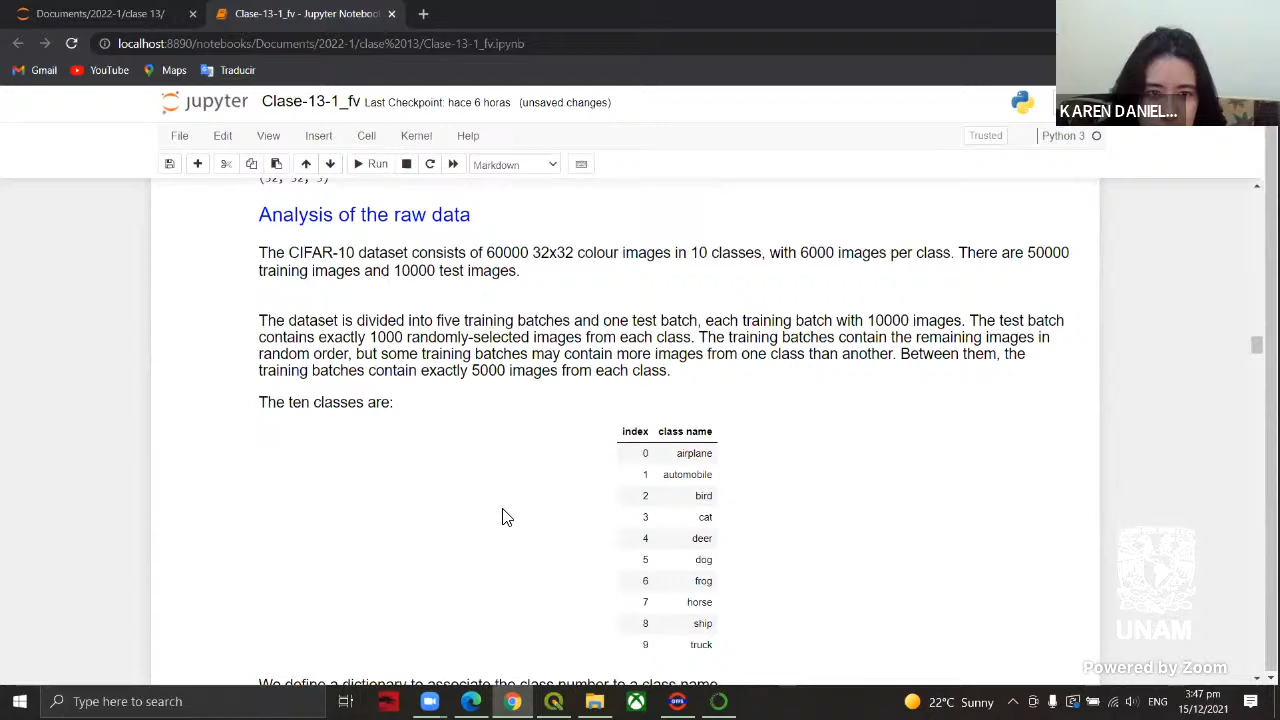 Documents/2022-1/clase 13/
Clase-13-1_fv - Jupyter Notebook
localhost:8890/notebooks/Documents/2022-1/clase%2013/Clase-13-1_fv.ipynb
Gmail
YouTube
Maps
Traducir
KAREN DANIEL...
jupyter Clase-13-1_fv Last Checkpoint: hace 6 horas (unsaved changes)
File Edit View Insert Cell Kernel Help
Trusted
Python 3
Run
Markdown
Analysis of the raw data
The CIFAR-10 dataset consists of 60000 32x32 colour images in 10 classes, with 6000 images per class. There are 50000
training images and 10000 test images.
The dataset is divided into five training batches and one test batch, each training batch with 10000 images. The test batch
contains exactly 1000 randomly-selected images from each class. The training batches contain the remaining images in
random order, but some training batches may contain more images from one class than another. Between them, the
training batches contain exactly 5000 images from each class.
The ten classes are:
index class name
0 airplane
1 automobile
2 bird
3 cat
4 deer
5 dog
6 frog
7 horse
8 ship
9 truck
UNAM
Powered by Zoom
Type here to search
22°C Sunny
ENG
3:47 pm
15/12/2021